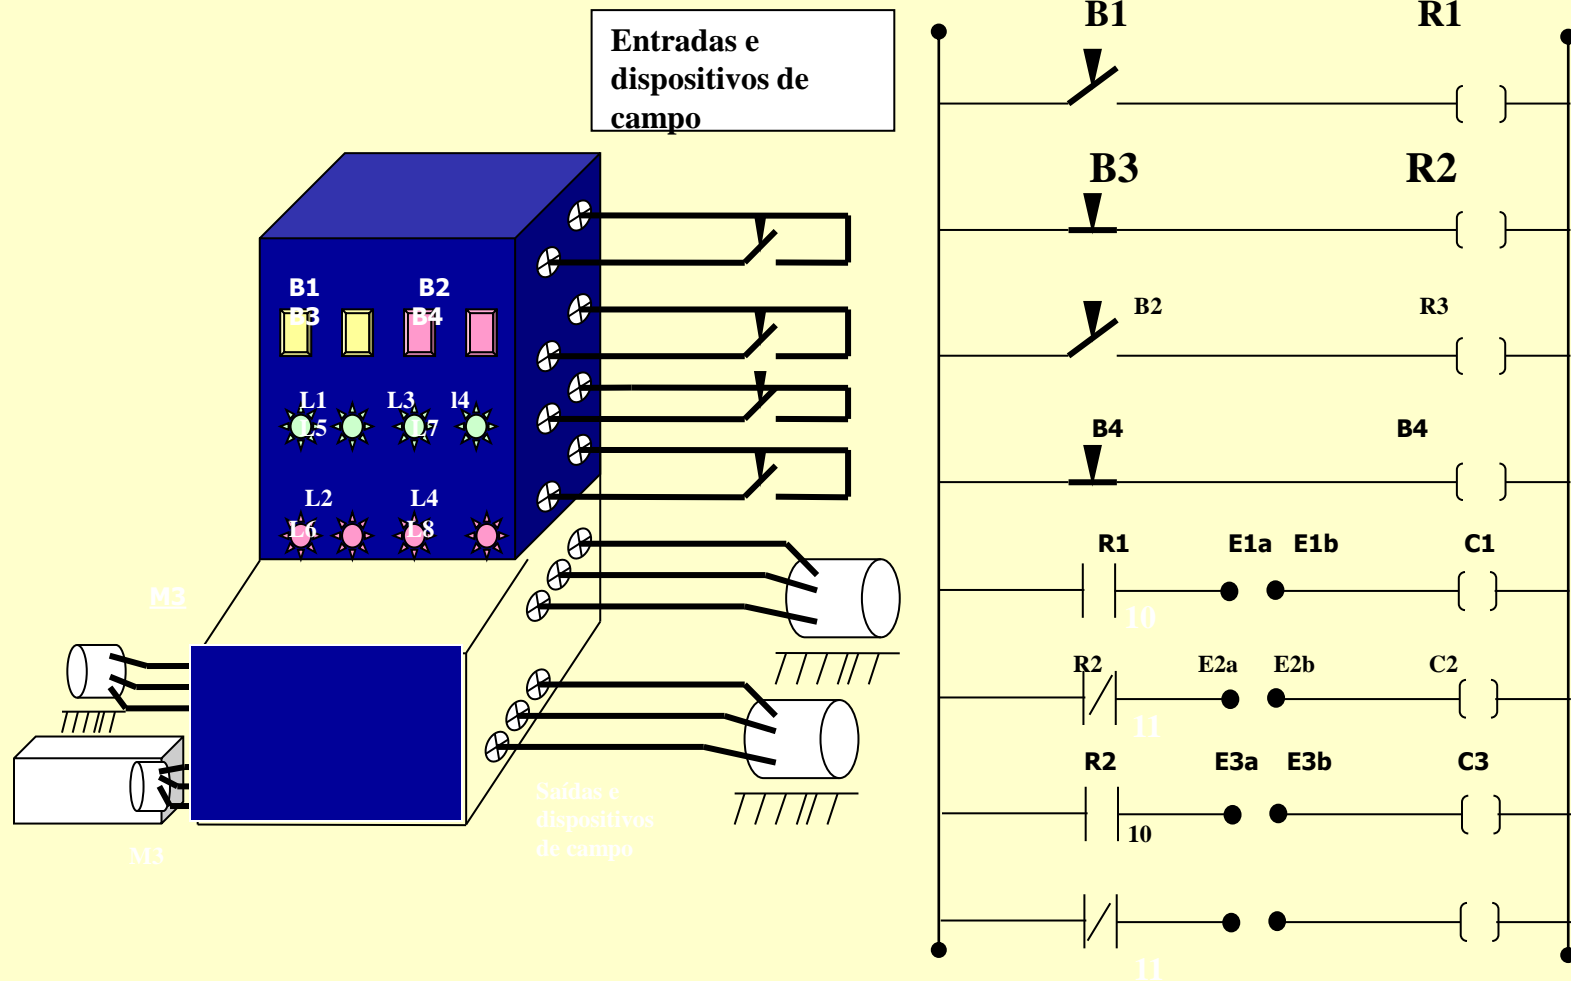 Entradas e
dispositivos de
campo
B1 B2
B3 B4
L1 L3 l4
L5 L7
L2 L4
L6 L8
M3
M3
Saídas e
dispositivos
de campo
B1 R1
B3 R2
B2 R3
B4 B4
R1 E1a E1b C1
10
R2 E2a E2b C2
11
R2 E3a E3b C3
10
11